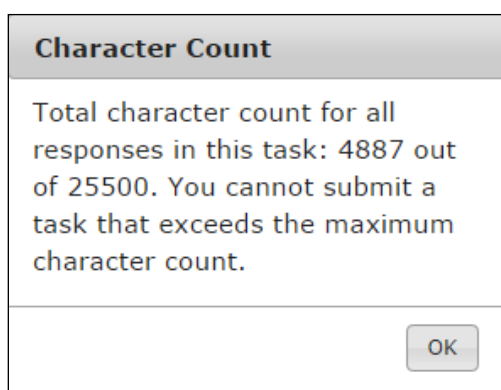 Character Count
Total character count for all
responses in this task: 4887 out
of 25500. You cannot submit a
task that exceeds the maximum
character count.
OK